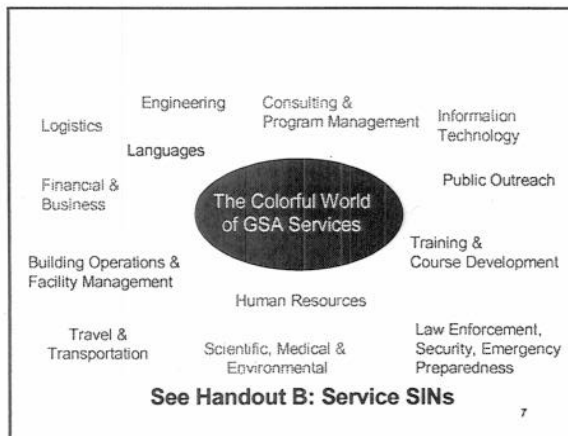 Engineering
Consulting &
Program Management
Information
Technology
Logistics
Languages
Public Outreach
Financial &
Business
The Colorful World
of GSA Services
Training &
Course Development
Building Operations &
Facility Management
Human Resources
Travel &
Transportation
Scientific, Medical &
Environmental
Law Enforcement,
Security, Emergency
Preparedness
See Handout B: Service SINs
7